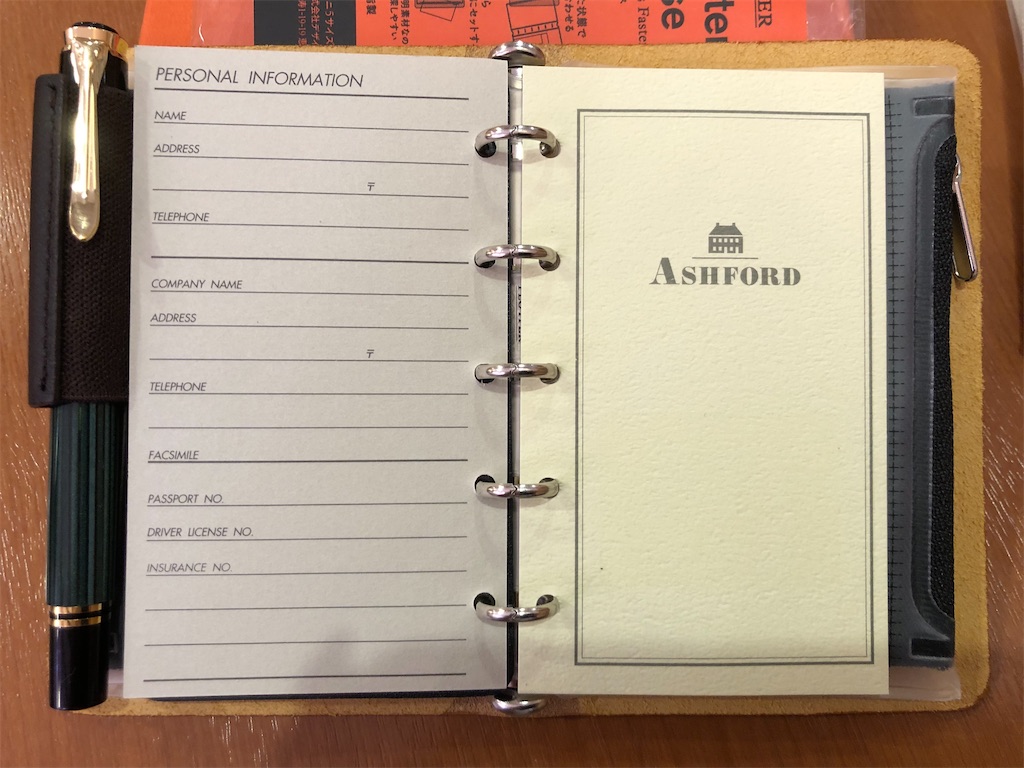 PERSONAL INFORMATION
NAME
ADDRESS
〒
TELEPHONE
COMPANY NAME
ADDRESS
〒
TELEPHONE
FACSIMILE
PASSPORT NO.
DRIVER LICENSE NO.
INSURANCE NO.
ASHFORD